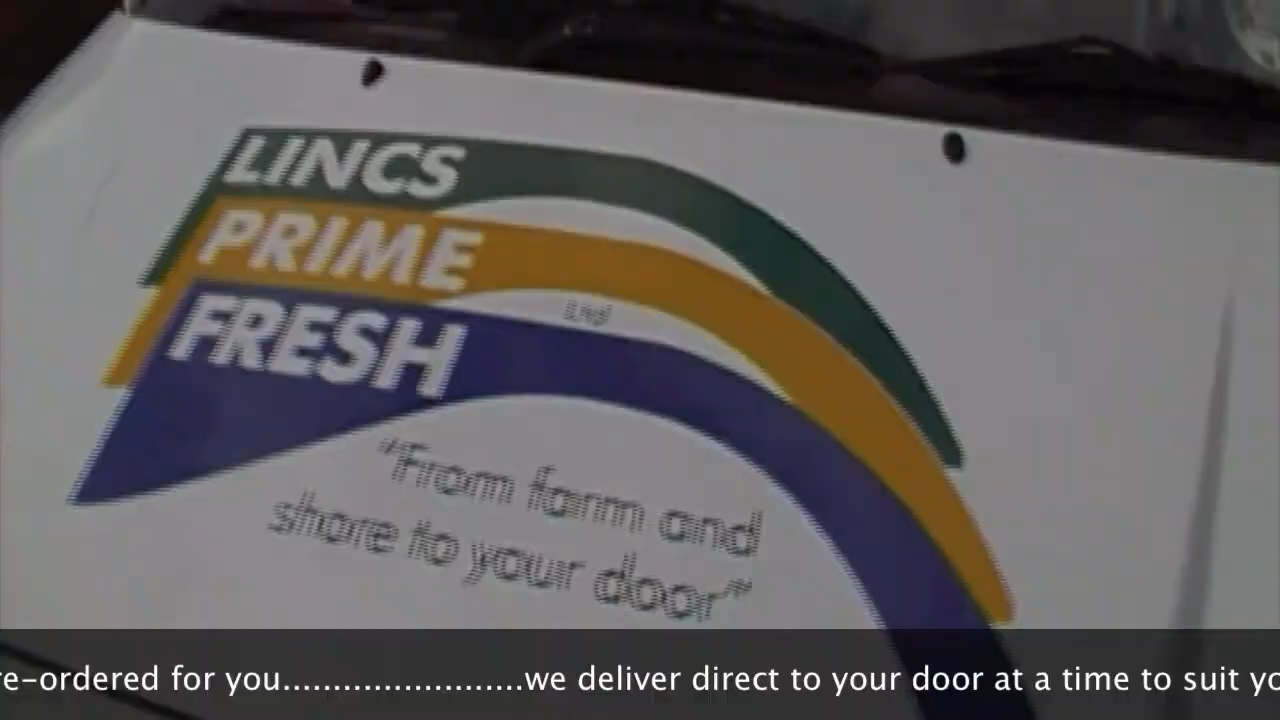 LINCS
PRIME
FRESH
Ltd
"From farm and
shore to your door"
re-ordered for you........................we deliver direct to your door at a time to suit yo